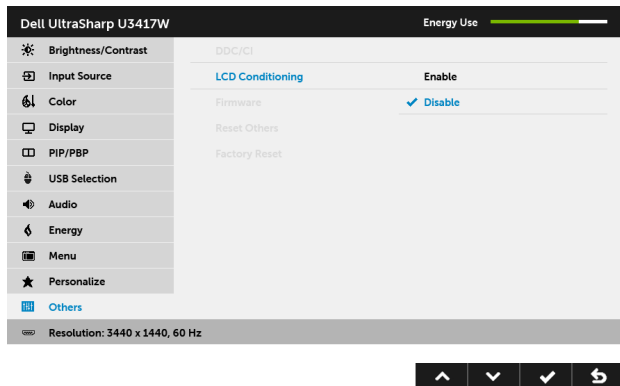 Dell UltraSharp U3417W
Energy Use
Brightness/Contrast
DDC/CI
Input Source
LCD Conditioning
Enable
Color
Firmware
Disable
Display
Reset Others
PIP/PBP
Factory Reset
USB Selection
Audio
Energy
Menu
Personalize
Others
Resolution: 3440 x 1440, 60 Hz